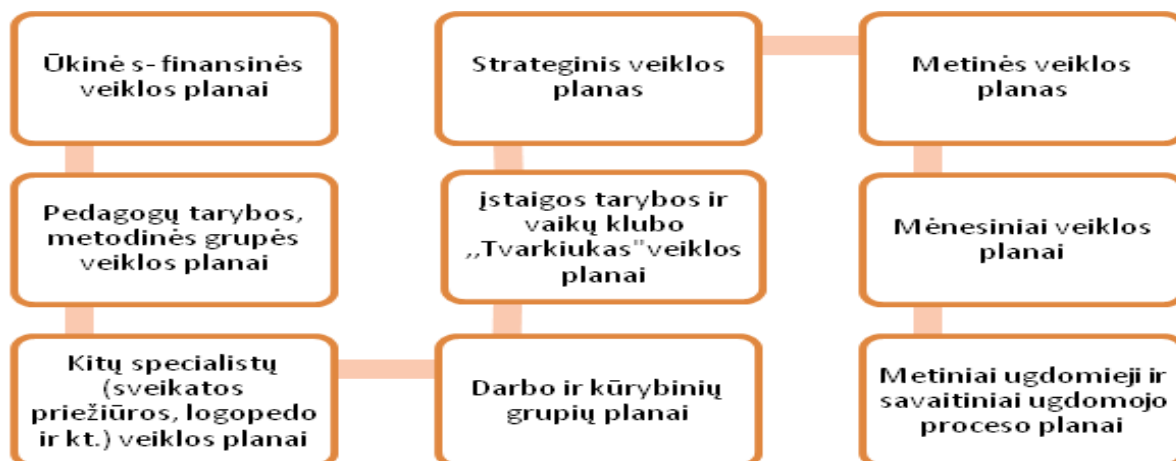 Ūkinė s- finansinės
veiklos planai
Pedagogų tarybos,
metodinės grupės
veiklos planai
Kitų specialistų
(sveikatos
priežiūros, logopedo
ir kt.) veiklos planai
Darbo ir kūrybinių
grupių planai
įstaigos tarybos ir
vaikų klubo
,,Tvarkiukas" veiklos
planai
Strateginis veiklos
planas
Metinės veiklos
planas
Mėnesiniai veiklos
planai
Metiniai ugdomieji ir
savaitiniai ugdomojo
proceso planai